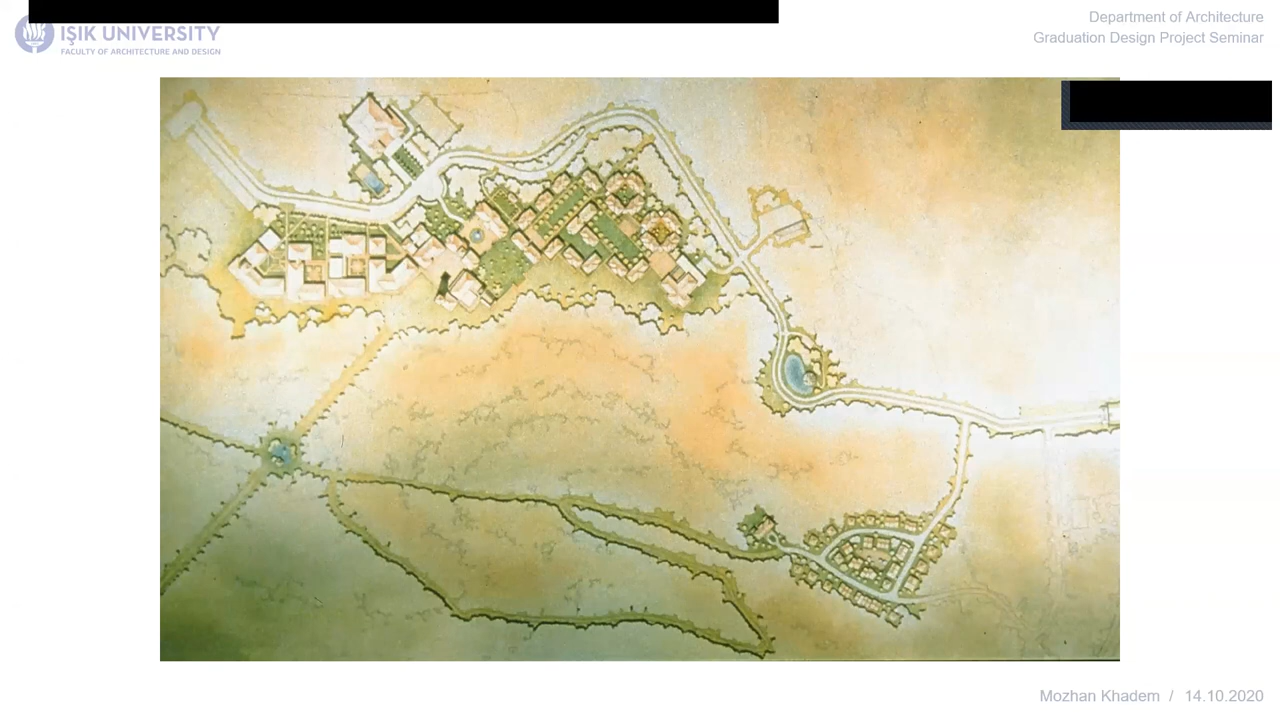 IŞIK UNIVERSITY
FACULTY OF ARCHITECTURE AND DESIGN
Department of Architecture
Graduation Design Project Seminar
Mozhan Khadem / 14.10.2020